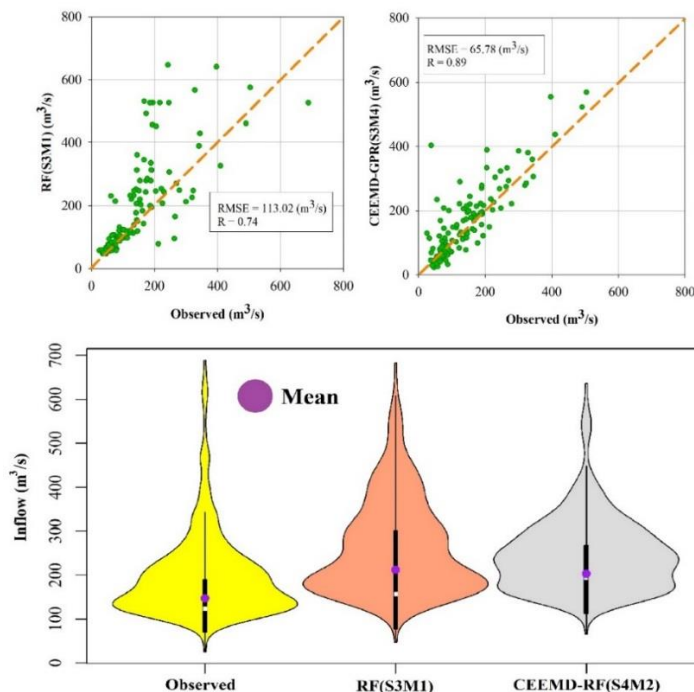 800
600
400
200
0
RF(S3M1) (m³/s)
RMSE = 113.02 (m³/s)
R = 0.74
0 200 400 600 800
Observed (m³/s)
800
600
400
200
0
CEEMD-GPR(S3M4) (m³/s)
RMSE = 65.78 (m³/s)
R = 0.89
0 200 400 600 800
Observed (m³/s)
700
600
500
400
300
200
100
0
Inflow (m³/s)
Mean
Observed RF(S3M1) CEEMD-RF(S4M2)